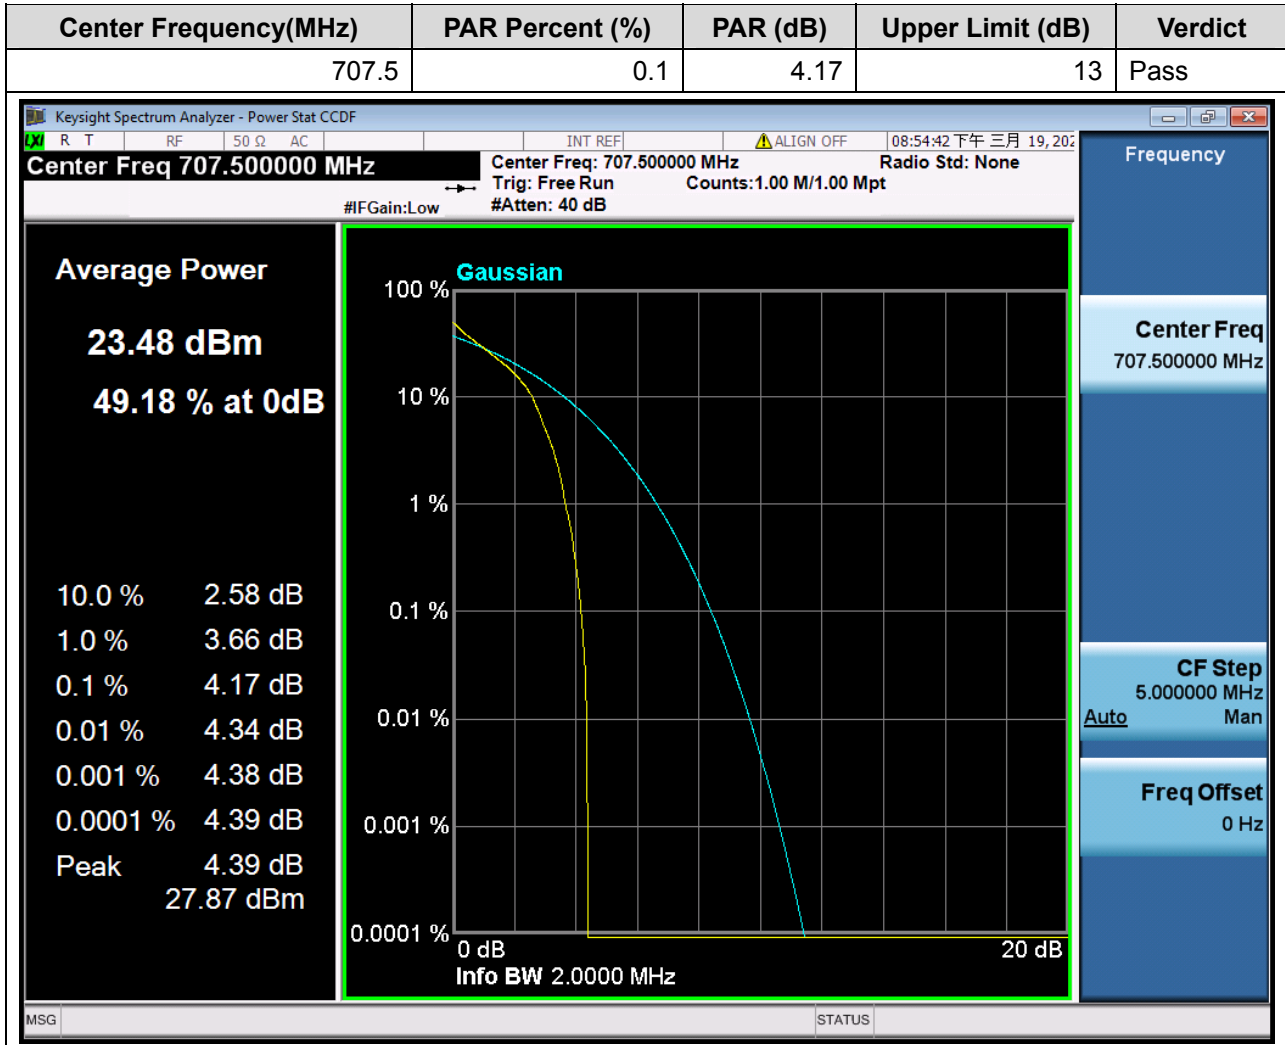 Center Frequency(MHz) PAR Percent (%) PAR (dB) Upper Limit (dB) Verdict
707.5 0.1 4.17 13 Pass
Keysight Spectrum Analyzer - Power Stat CCDF
LXI R T RF 50 Ω AC INT REF ALIGN OFF 08:54:42 下午 三月 19, 202
Center Freq 707.500000 MHz
Center Freq: 707.500000 MHz Radio Std: None
Trig: Free Run Counts:1.00 M/1.00 Mpt
#IFGain:Low #Atten: 40 dB
Average Power
23.48 dBm
49.18 % at 0dB
10.0 % 2.58 dB
1.0 % 3.66 dB
0.1 % 4.17 dB
0.01 % 4.34 dB
0.001 % 4.38 dB
0.0001 % 4.39 dB
Peak 4.39 dB
27.87 dBm
Gaussian
100 %
10 %
1 %
0.1 %
0.01 %
0.001 %
0.0001 %
0 dB 20 dB
Info BW 2.0000 MHz
Frequency
Center Freq
707.500000 MHz
CF Step
5.000000 MHz
Auto Man
Freq Offset
0 Hz
MSG STATUS